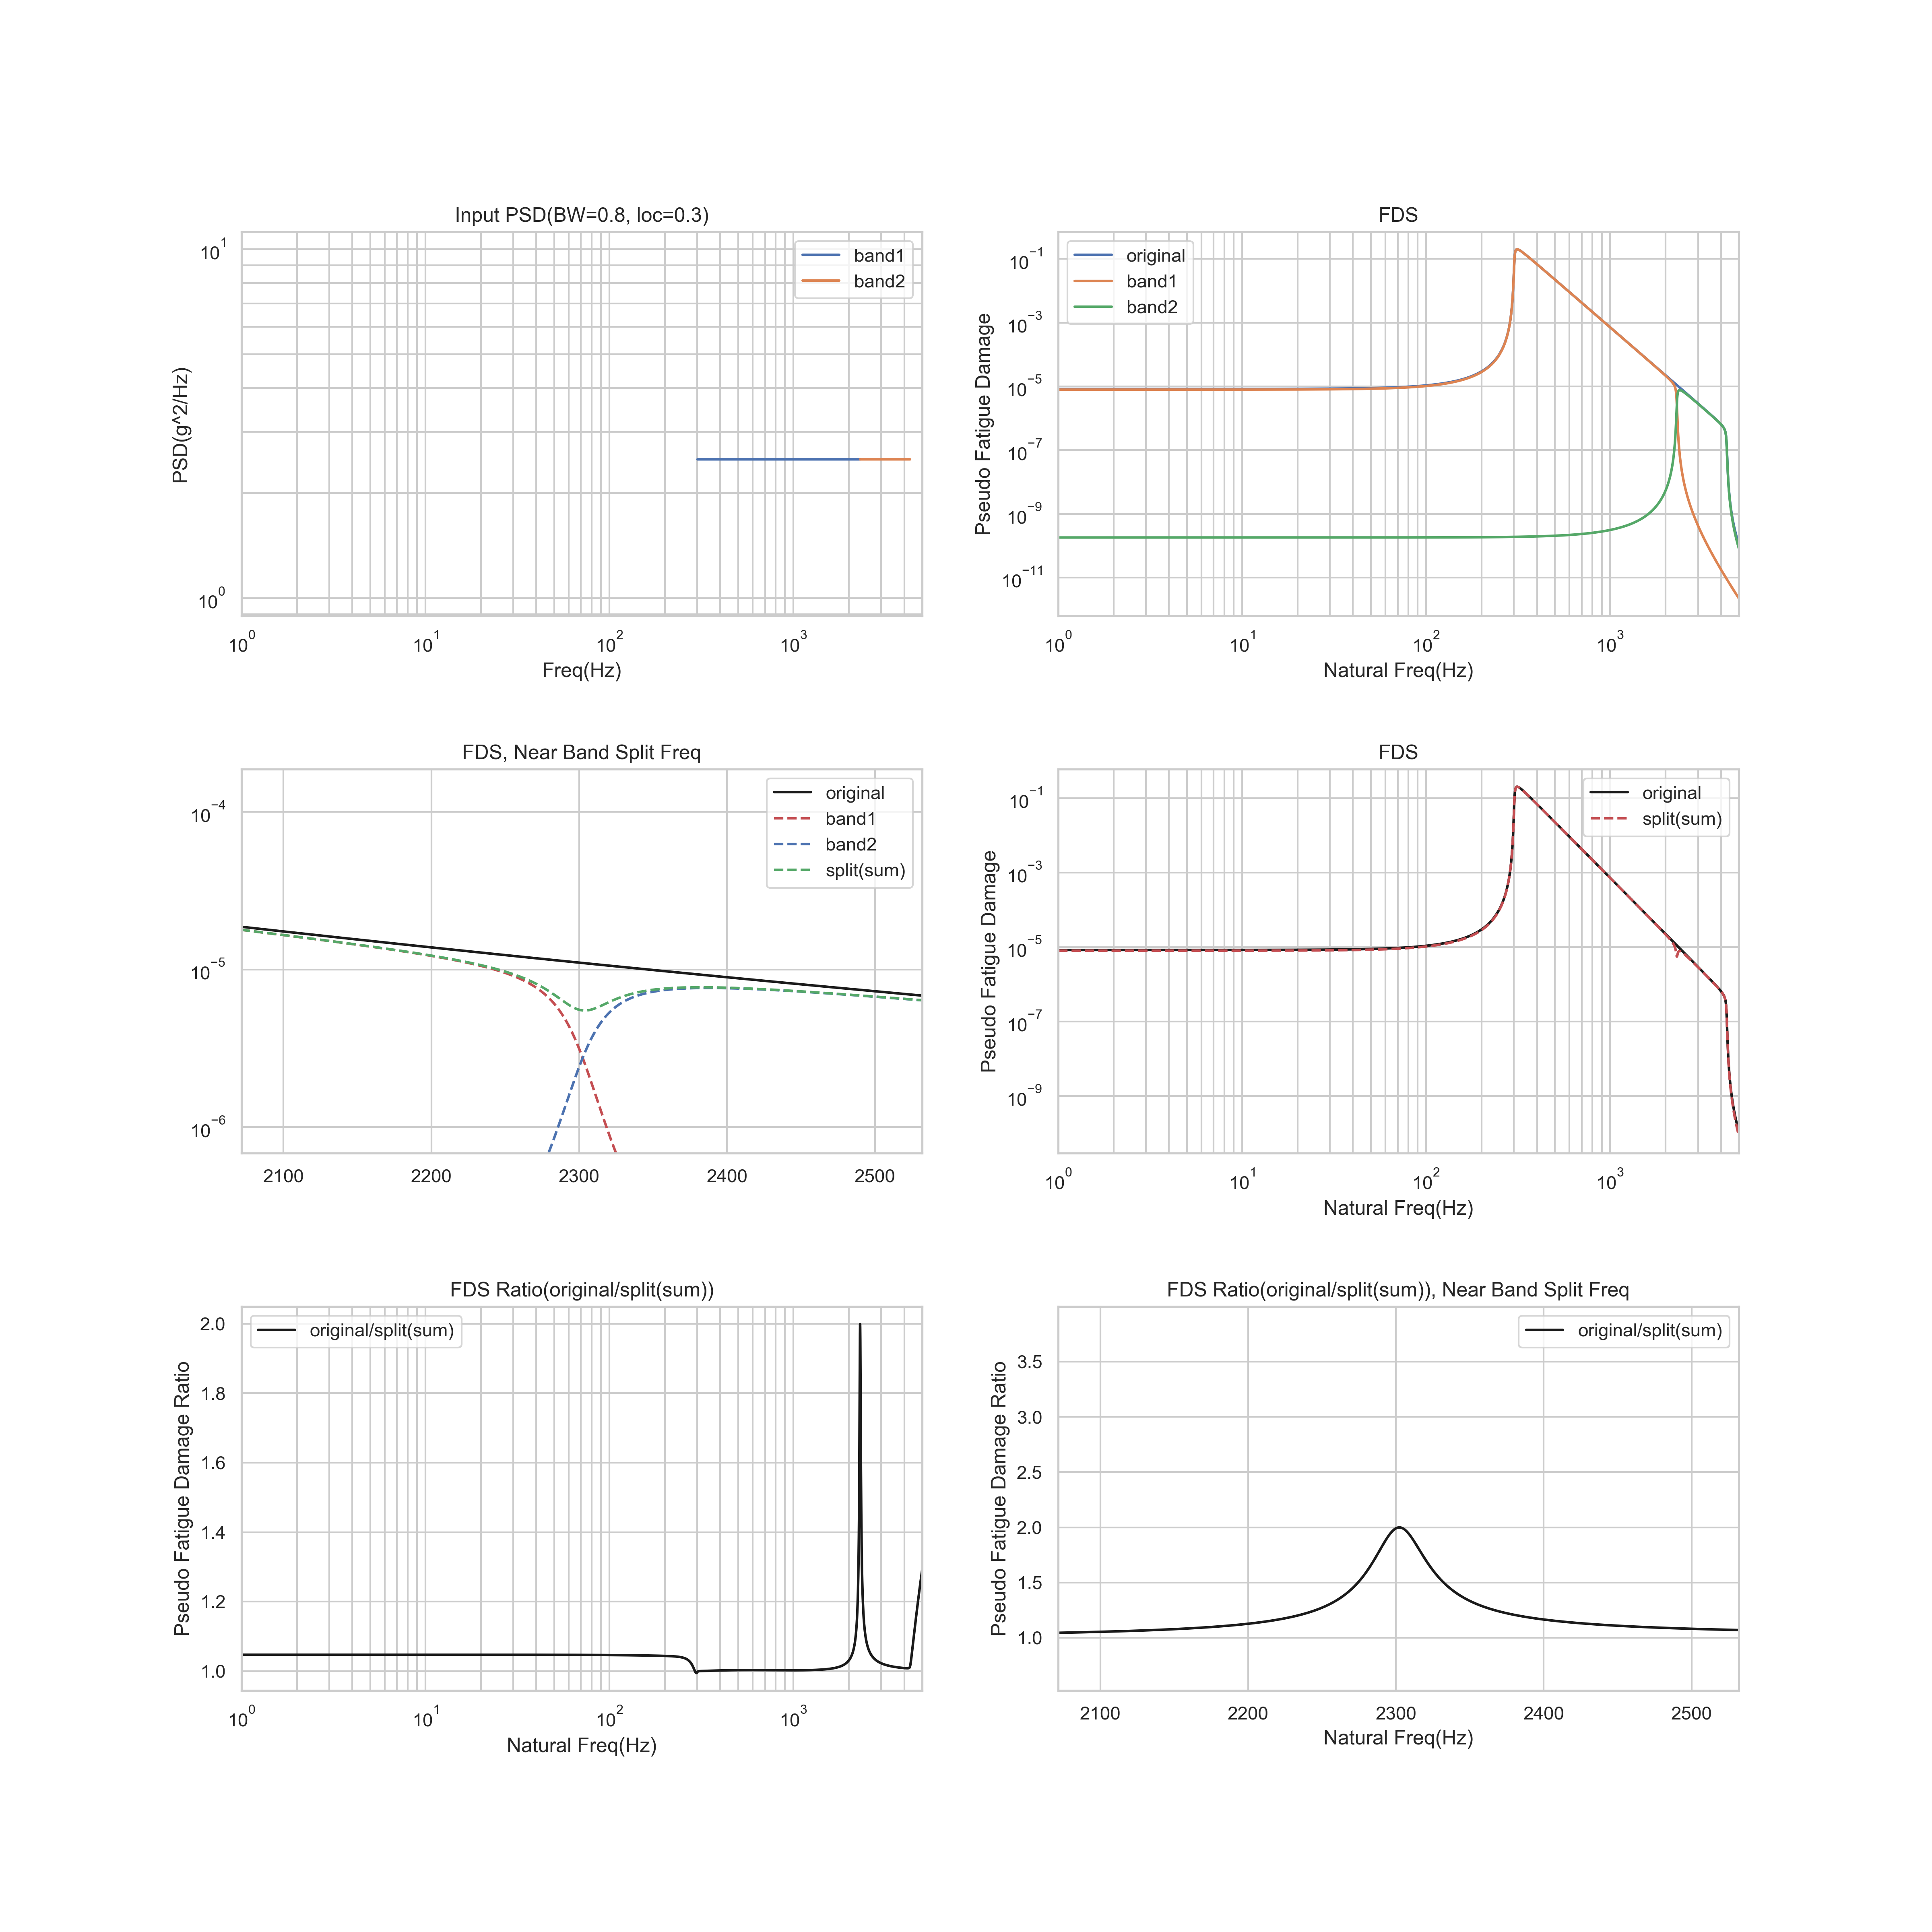 Input PSD(BW=0.8, loc=0.3)
PSD(g^2/Hz)
10^1
10^0
band1
band2
10^0 10^1 10^2 10^3
Freq(Hz)
FDS
Pseudo Fatigue Damage
10^−1
10^−3
10^−5
10^−7
10^−9
10^−11
original
band1
band2
10^0 10^1 10^2 10^3
Natural Freq(Hz)
FDS, Near Band Split Freq
10^−4
10^−5
10^−6
original
band1
band2
split(sum)
2100 2200 2300 2400 2500
FDS
Pseudo Fatigue Damage
10^−1
10^−3
10^−5
10^−7
10^−9
original
split(sum)
10^0 10^1 10^2 10^3
Natural Freq(Hz)
FDS Ratio(original/split(sum))
Pseudo Fatigue Damage Ratio
2.0
1.8
1.6
1.4
1.2
1.0
original/split(sum)
10^0 10^1 10^2 10^3
Natural Freq(Hz)
FDS Ratio(original/split(sum)), Near Band Split Freq
Pseudo Fatigue Damage Ratio
3.5
3.0
2.5
2.0
1.5
1.0
original/split(sum)
2100 2200 2300 2400 2500
Natural Freq(Hz)